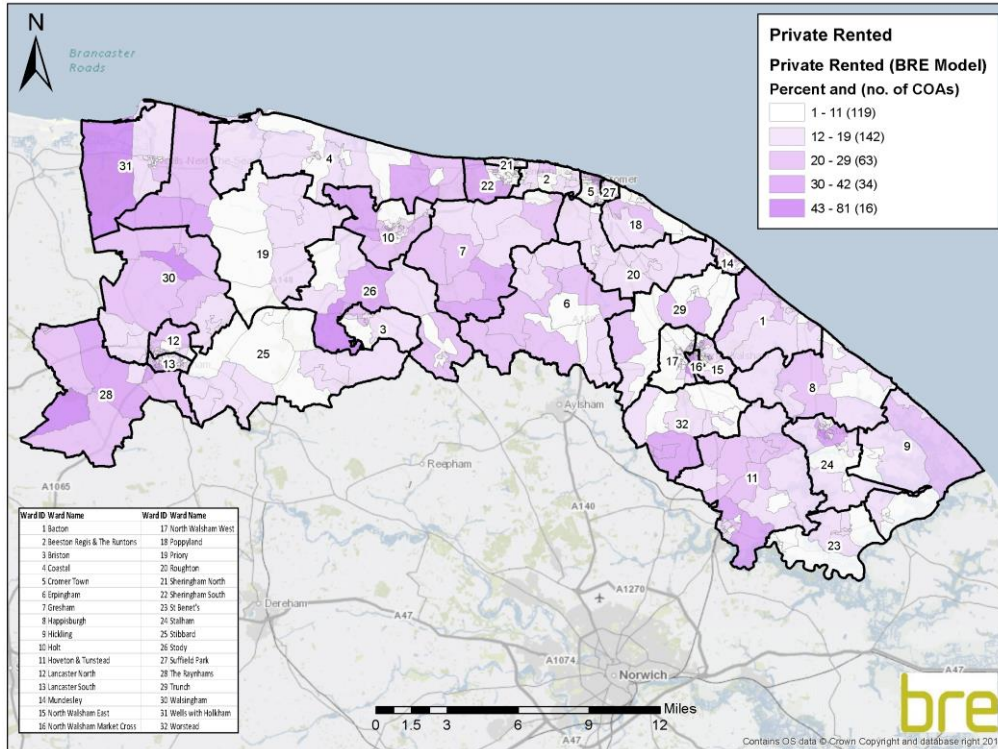 N
Brancaster
Roads
Private Rented
Private Rented (BRE Model)
Percent and (no. of COAs)
1 - 11 (119)
12 - 19 (142)
20 - 29 (63)
30 - 42 (34)
43 - 81 (16)
31
4
21
2
22
5
27
10
18
7
14
19
20
30
26
29
6
1
3
12
25
17
16
15
13
8
28
32
9
24
11
23
Aylsham
Reepham
A1065
A140
Dereham
A1270
A47
A1074
Norwich
A47
Ward ID Ward Name Ward ID Ward Name
1 Bacton 17 North Walsham West
2 Beeston Regis & The Runtons 18 Poppyland
3 Briston 19 Priory
4 Coastal 20 Roughton
5 Cromer Town 21 Sheringham North
6 Erpingham 22 Sheringham South
7 Gresham 23 St Benet's
8 Happisburgh 24 Stalham
9 Hickling 25 Stibbard
10 Holt 26 Stody
11 Hoveton & Tunstead 27 Suffield Park
12 Lancaster North 28 The Raynhams
13 Lancaster South 29 Trunch
14 Mundesley 30 Walsingham
15 North Walsham East 31 Wells with Holkham
16 North Walsham Market Cross 32 Worstead
Miles
0 1.5 3 6 9 12
bre
Contains OS data © Crown Copyright and database right 201